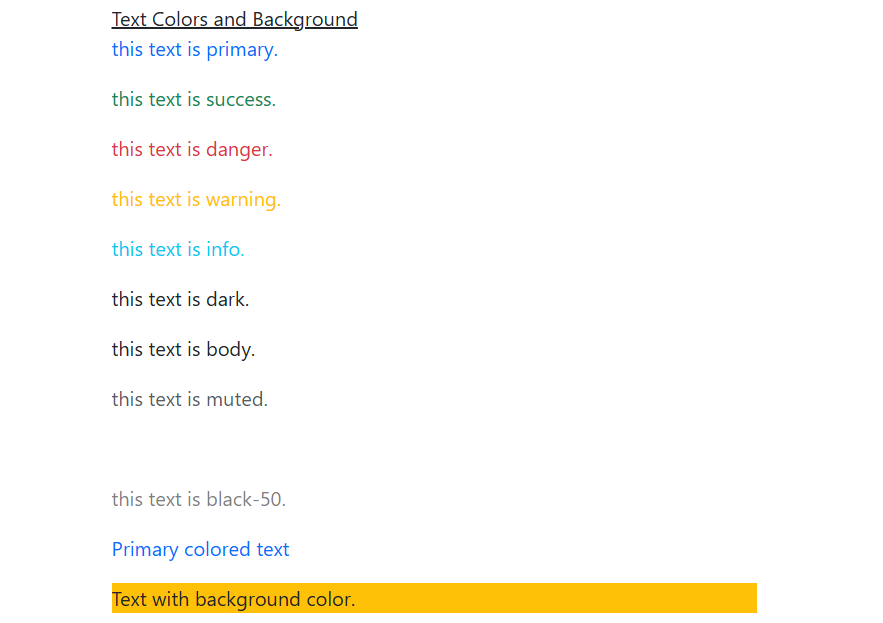 Text Colors and Background
this text is primary.
this text is success.
this text is danger.
this text is warning.
this text is info.
this text is dark.
this text is body.
this text is muted.
this text is black-50.
Primary colored text
Text with background color.